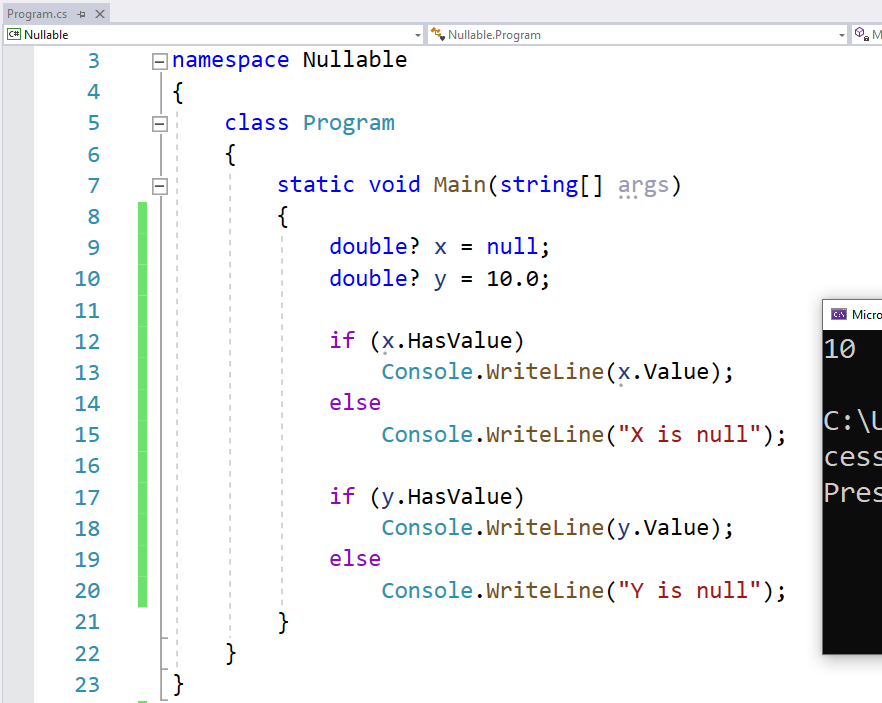 Program.cs
C# Nullable
Nullable.Program
M
3 namespace Nullable
4 {
5 class Program
6 {
7 static void Main(string[] args)
8 {
9 double? x = null;
10 double? y = 10.0;
11
12 if (x.HasValue)
13 Console.WriteLine(x.Value);
14 else
15 Console.WriteLine("X is null");
16
17 if (y.HasValue)
18 Console.WriteLine(y.Value);
19 else
20 Console.WriteLine("Y is null");
21 }
22 }
23 }
C:\ Micro
10
C:\U
cess
Pres